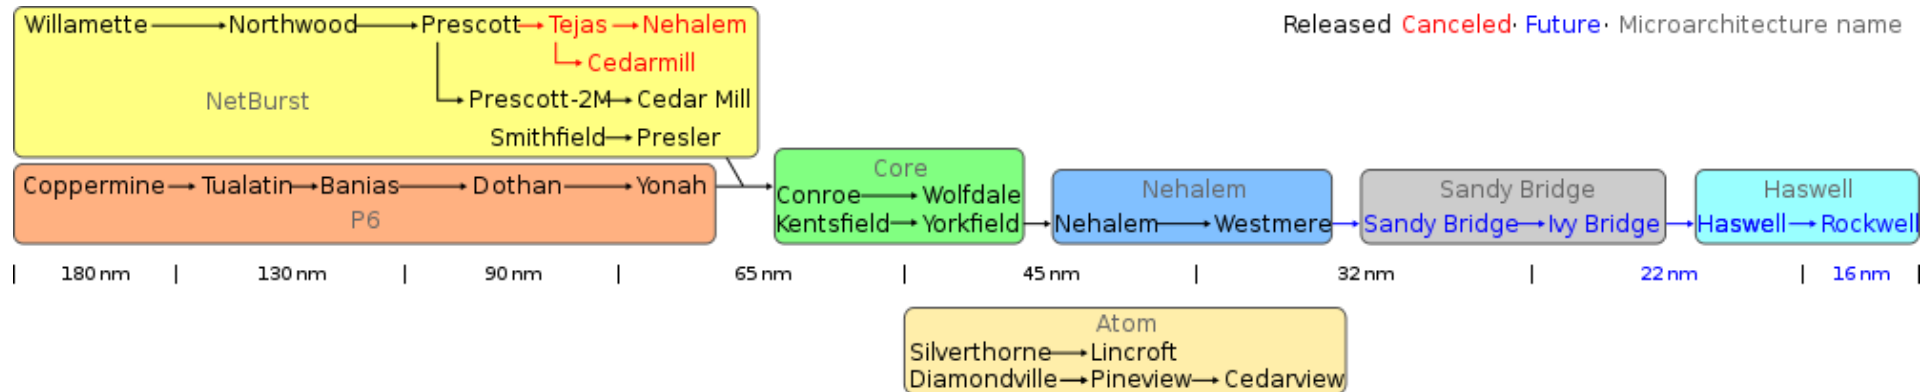 Willamette Northwood Prescott Tejas Nehalem
Released Canceled· Future· Microarchitecture name
Cedarmill
NetBurst
Prescott-2M Cedar Mill
Smithfield Presler
Coppermine Tualatin Banias Dothan Yonah
P6
Core
Conroe Wolfdale
Kentsfield Yorkfield
Nehalem
Nehalem Westmere
Sandy Bridge
Sandy Bridge Ivy Bridge
Haswell
Haswell Rockwell
| 180 nm | 130 nm | 90 nm | 65 nm | 45 nm | 32 nm | 22 nm | 16 nm |
Atom
Silverthorne Lincroft
Diamondville Pineview Cedarview